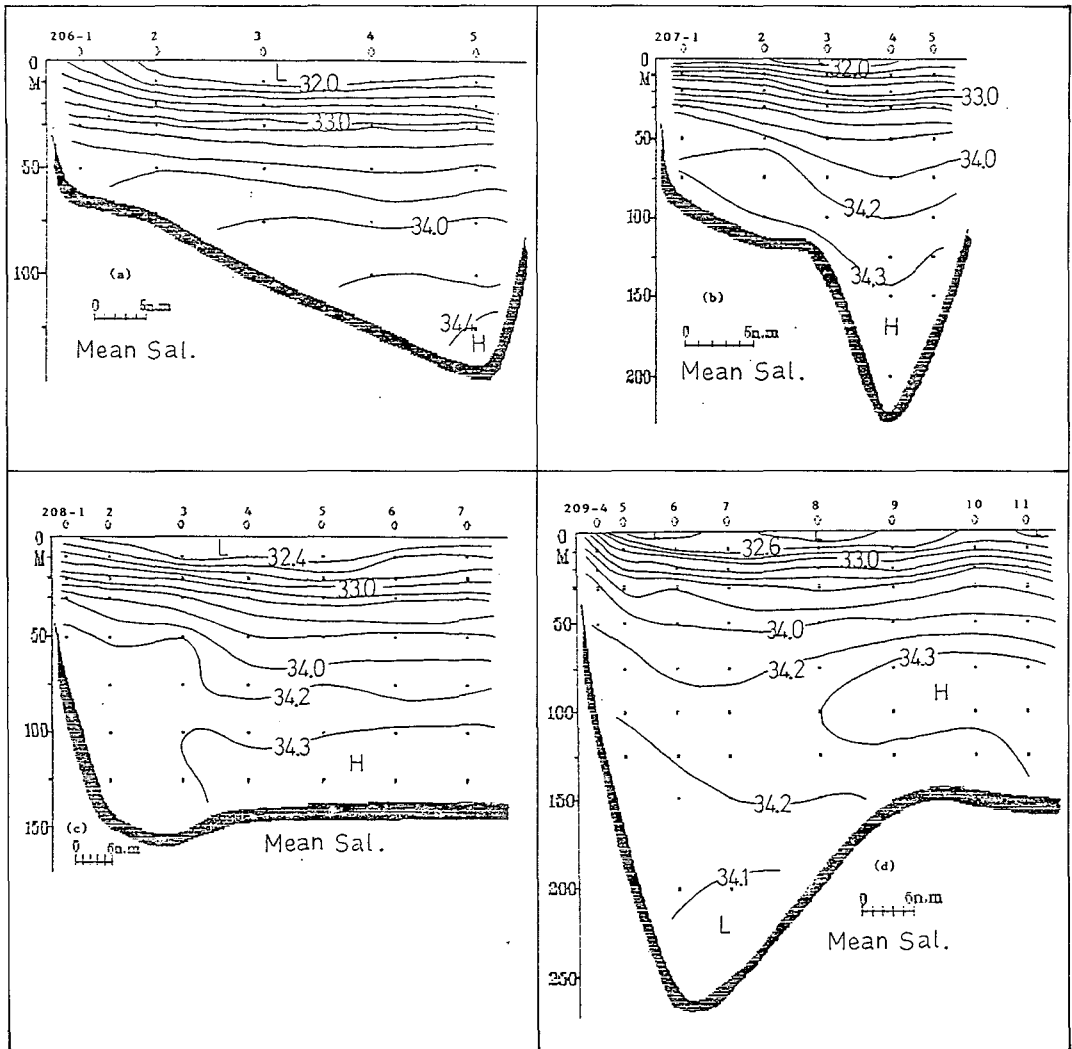 206-1 2 3 4 5
0
M
L
32.0
33.0
50
34.0
100
(a)
0 5n.m
34.4
H
Mean Sal.
207-1 2 3 4 5
0
M
32.0
33.0
50
34.0
100
34.2
34.3
150
(b)
0 5n.m
H
200
Mean Sal.
208-1 2 3 4 5 6 7
0
M
L
32.4
33.0
50
34.0
34.2
100
34.3
H
150
(c)
0 5n.m
Mean Sal.
209-4 5 6 7 8 9 10 11
0
M
L
32.6
33.0
50
34.0
34.2
34.3
H
100
150
34.2
(d)
34.1
200
0 5n.m
L
Mean Sal.
250